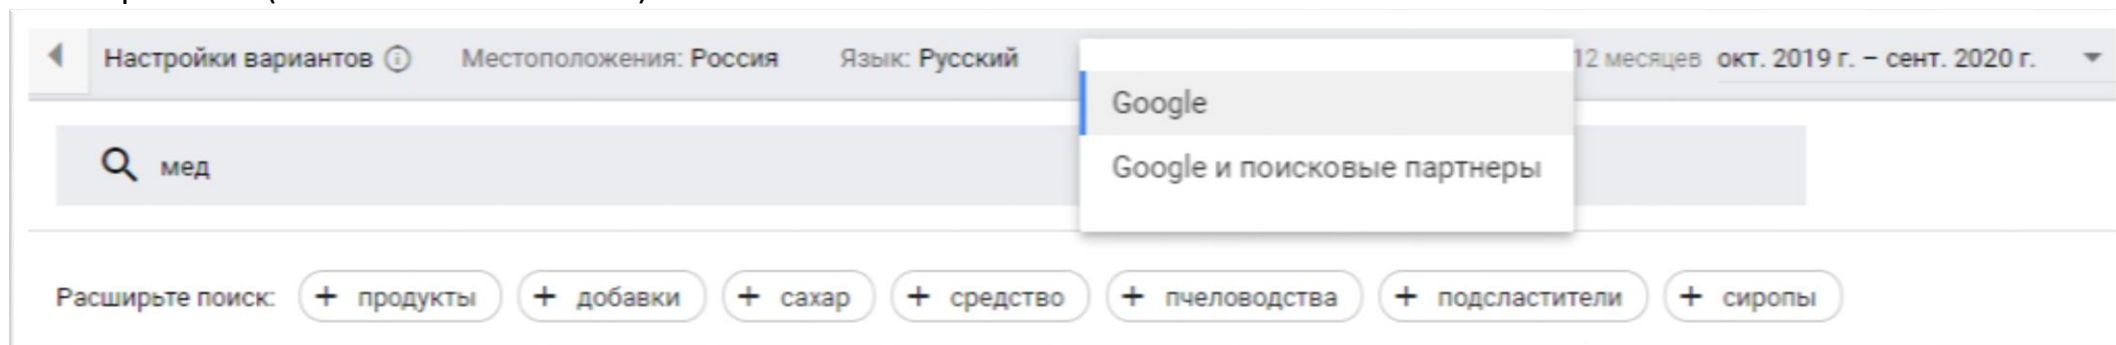 Настройки вариантов Местоположения: Россия Язык: Русский 12 месяцев окт. 2019 г. – сент. 2020 г.
Google
Google и поисковые партнеры
мед
Расширьте поиск: + продукты + добавки + сахар + средство + пчеловодства + подсластители + сиропы